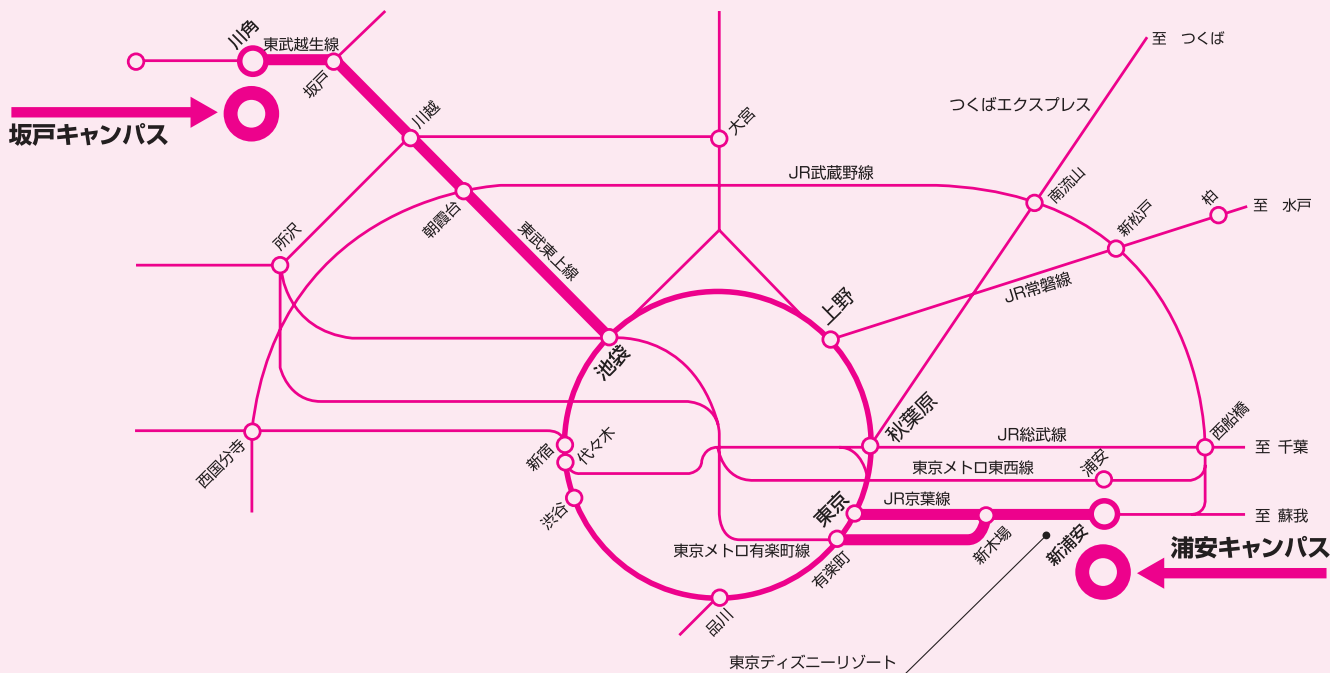 川角
東武越生線
坂戸
坂戸キャンパス
川越
大宮
至 つくば
つくばエクスプレス
JR武蔵野線
南流山
新松戸
柏
至 水戸
朝霞台
東武東上線
所沢
JR常磐線
上野
池袋
秋葉原
西国分寺
新宿
代々木
渋谷
JR総武線
西船橋
至 千葉
東京メトロ東西線
浦安
東京
JR京葉線
至 蘇我
東京メトロ有楽町線
有楽町
新木場
新浦安
浦安キャンパス
品川
東京ディズニーリゾート